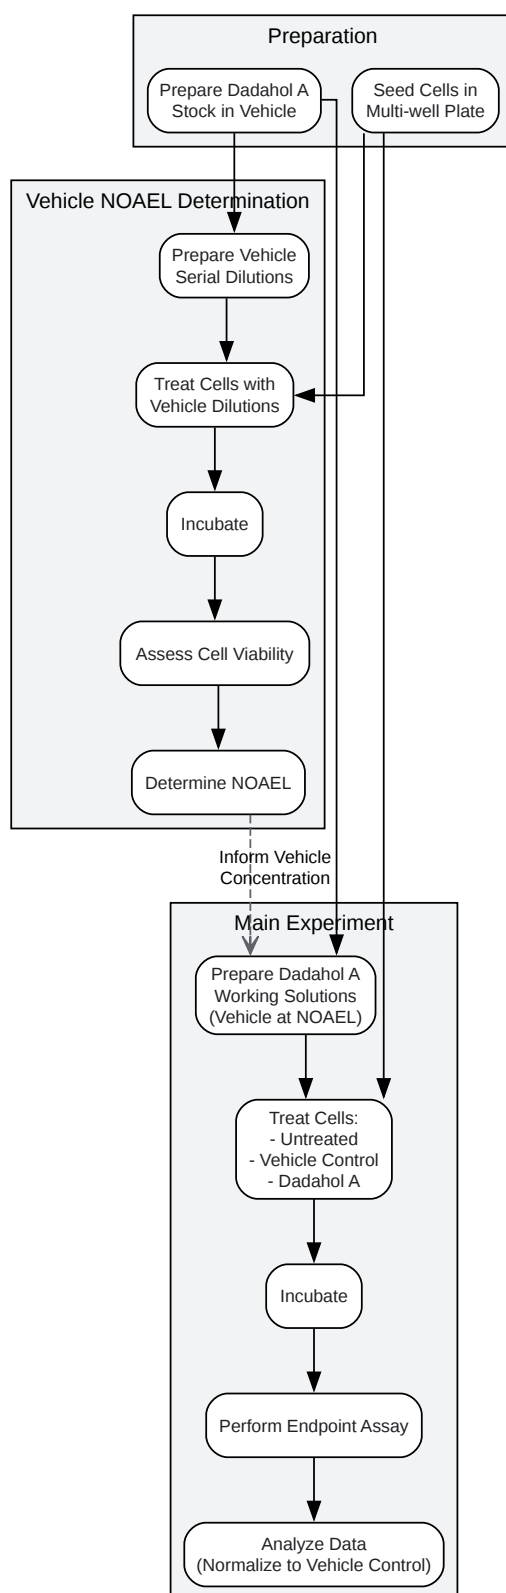 Preparation
Prepare Dadahol A
Stock in Vehicle
Seed Cells in
Multi-well Plate
Vehicle NOAEL Determination
Prepare Vehicle
Serial Dilutions
Treat Cells with
Vehicle Dilutions
Incubate
Assess Cell Viability
Determine NOAEL
Inform Vehicle
Concentration
Main Experiment
Prepare Dadahol A
Working Solutions
(Vehicle at NOAEL)
Treat Cells:
- Untreated
- Vehicle Control
- Dadahol A
Incubate
Perform Endpoint Assay
Analyze Data
(Normalize to Vehicle Control)